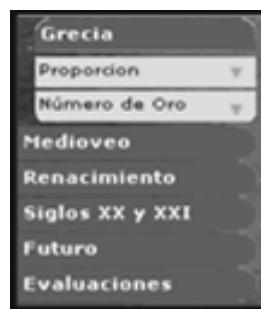 Grecia
Proporcion
Número de Oro
Medioveo
Renacimiento
Siglos XX y XXI
Futuro
Evaluaciones